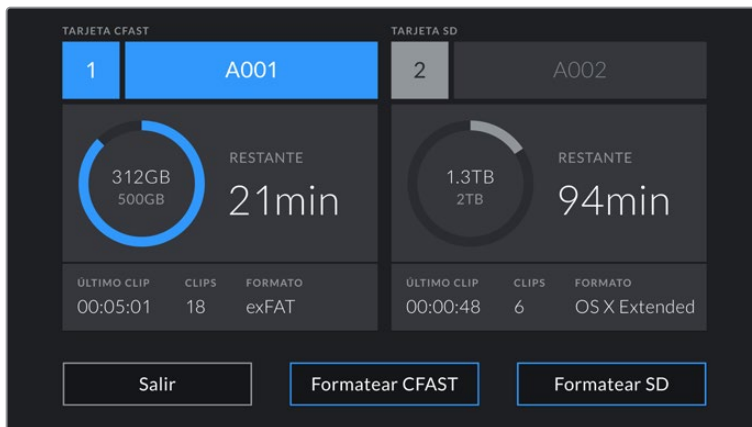 TARJETA CFAST
1
A001
312GB
500GB
RESTANTE
21min
ÚLTIMO CLIP CLIPS FORMATO
00:05:01 18 exFAT
TARJETA SD
2
A002
1.3TB
2TB
RESTANTE
94min
ÚLTIMO CLIP CLIPS FORMATO
00:00:48 6 OS X Extended
Salir
Formatear CFAST
Formatear SD